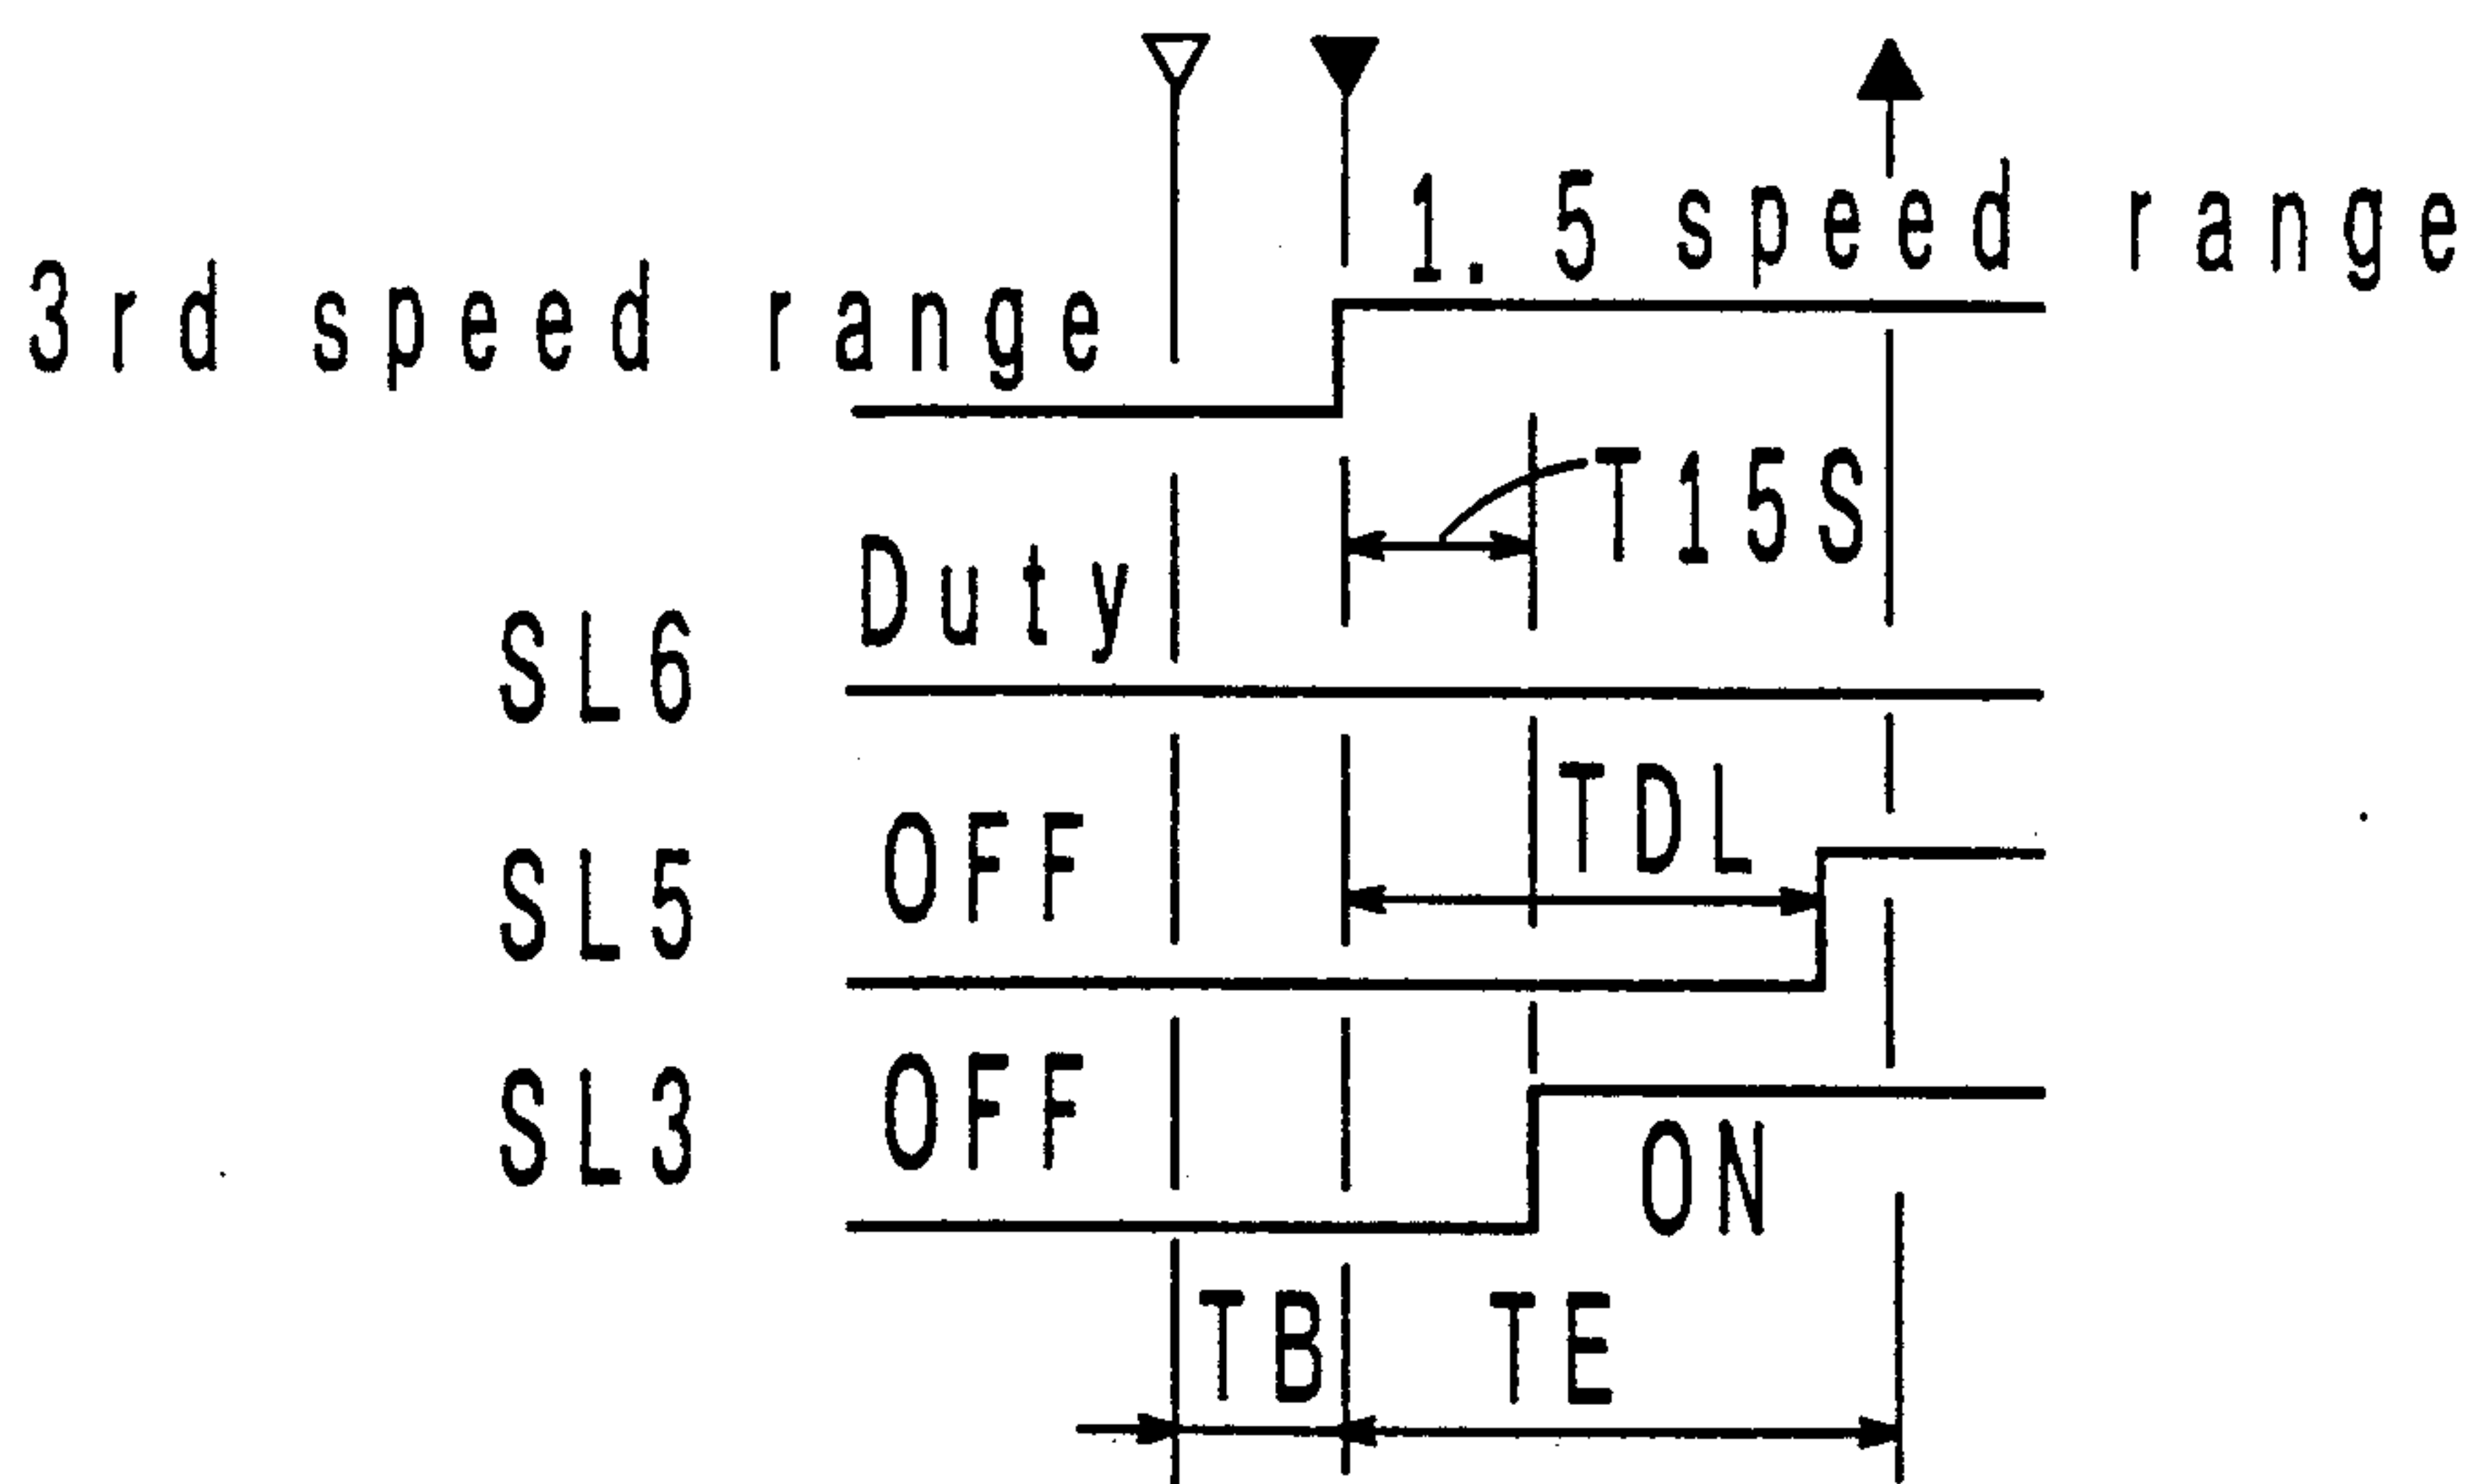 1.5 speed range
3rd speed range
T15S
Duty
SL6
TDL
OFF
SL5
OFF
SL3
ON
TB TE